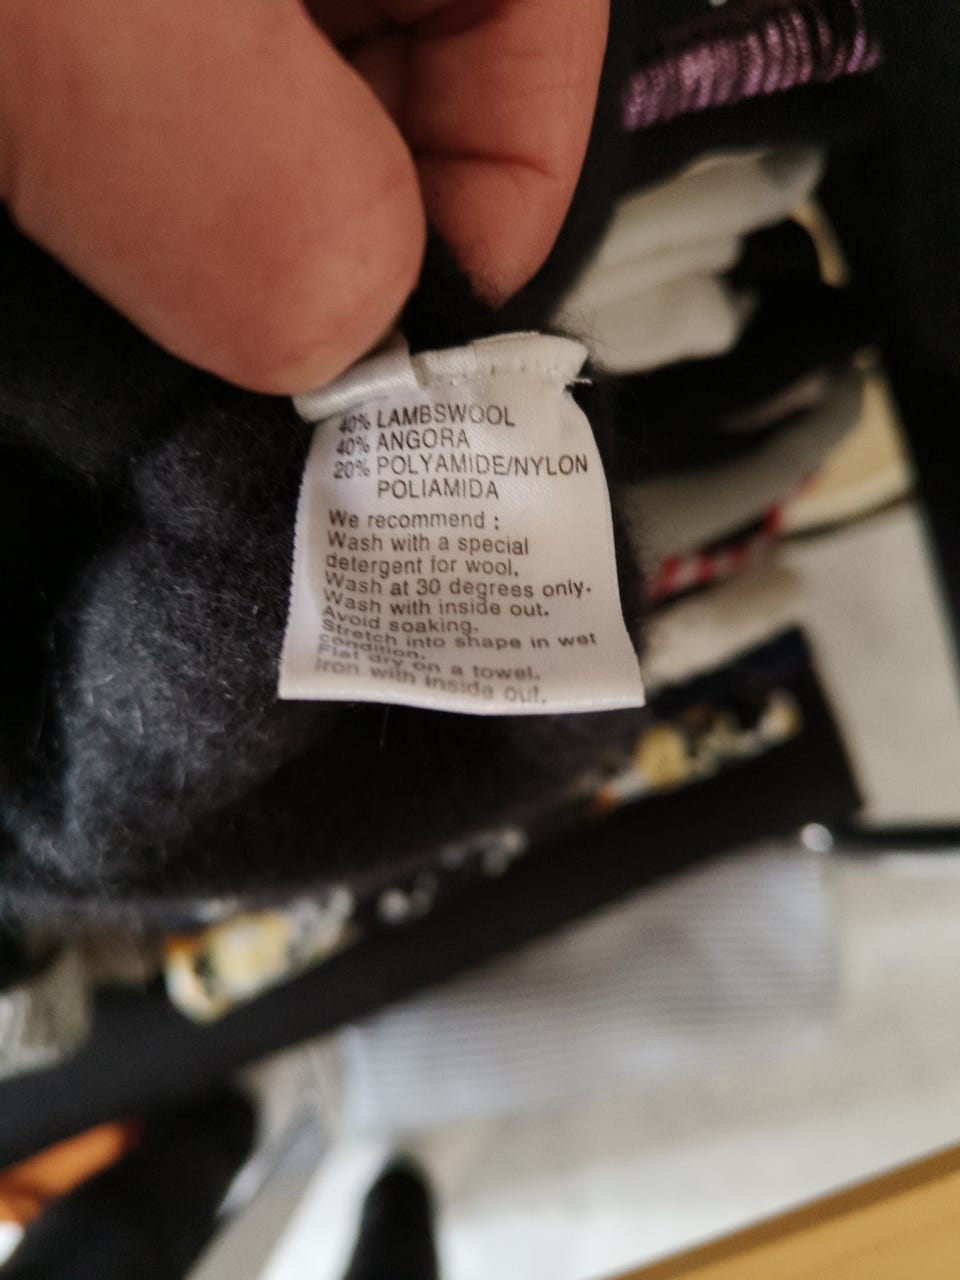 40% LAMBSWOOL
40% ANGORA
20% POLYAMIDE/NYLON
POLIAMIDA
We recommend :
Wash with a special
detergent for wool.
Wash at 30 degrees only.
Wash with inside out.
Avoid soaking.
Stretch into shape in wet
condition.
Flat dry on a towel.
Iron with inside out.